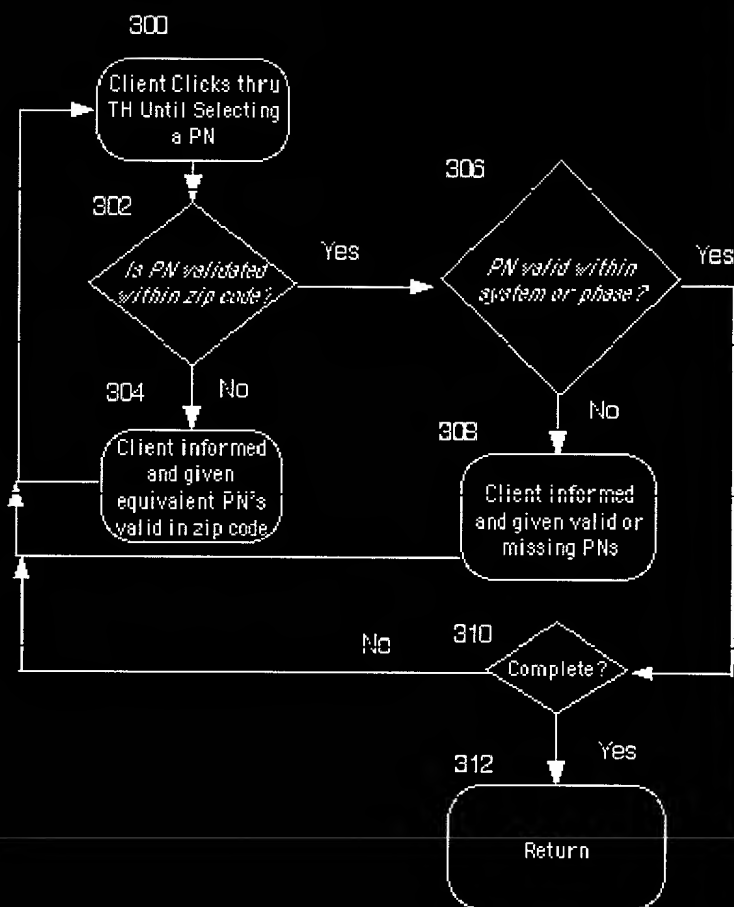 300
Client Clicks thru
TH Until Selecting
a PN
302
Is PN validated
within zip code?
Yes
306
PN valid within
system or phase?
Yes
304
No
Client informed
and given
equivalent PN's
valid in zip code
No
308
Client informed
and given valid or
missing PNs
No
310
Complete?
Yes
312
Return